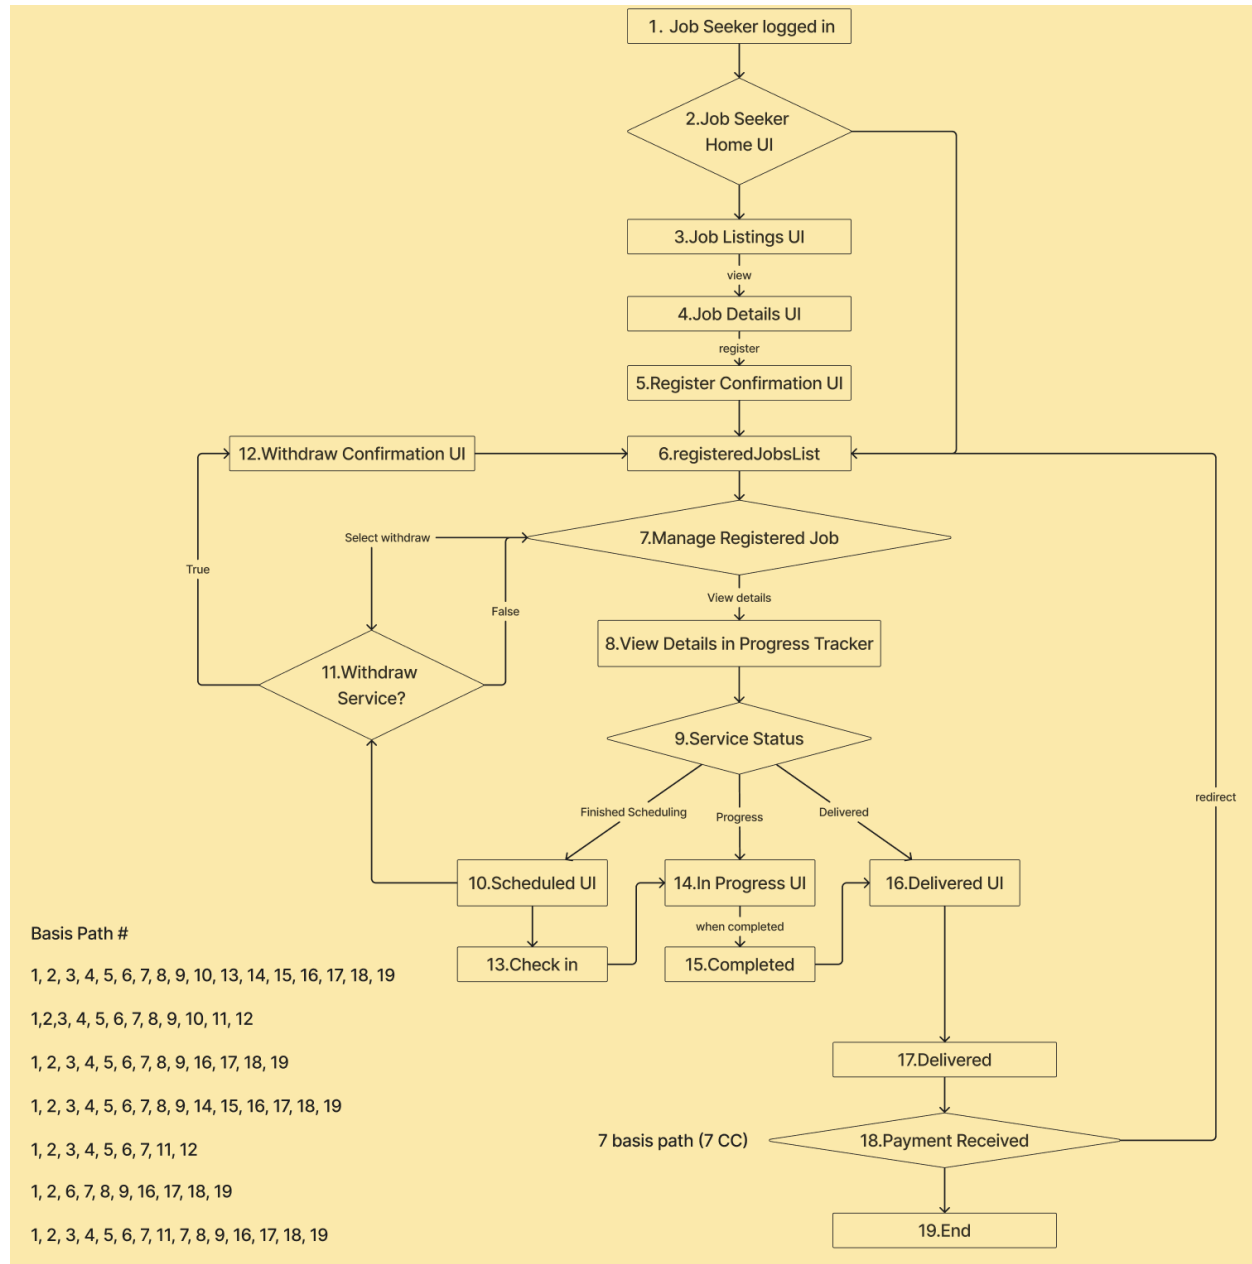 1. Job Seeker logged in
2.Job Seeker
Home UI
3.Job Listings UI
view
4.Job Details UI
register
5.Register Confirmation UI
12.Withdraw Confirmation UI
6.registeredJobsList
Select withdraw
7.Manage Registered Job
True
False
View details
8.View Details in Progress Tracker
11.Withdraw
Service?
9.Service Status
Finished Scheduling
Progress
Delivered
redirect
10.Scheduled UI
14.In Progress UI
16.Delivered UI
when completed
13.Check in
15.Completed
17.Delivered
18.Payment Received
19.End
Basis Path #
1, 2, 3, 4, 5, 6, 7, 8, 9, 10, 13, 14, 15, 16, 17, 18, 19
1,2,3, 4, 5, 6, 7, 8, 9, 10, 11, 12
1, 2, 3, 4, 5, 6, 7, 8, 9, 16, 17, 18, 19
1, 2, 3, 4, 5, 6, 7, 8, 9, 14, 15, 16, 17, 18, 19
1, 2, 3, 4, 5, 6, 7, 11, 12
1, 2, 6, 7, 8, 9, 16, 17, 18, 19
1, 2, 3, 4, 5, 6, 7, 11, 7, 8, 9, 16, 17, 18, 19
7 basis path (7 CC)